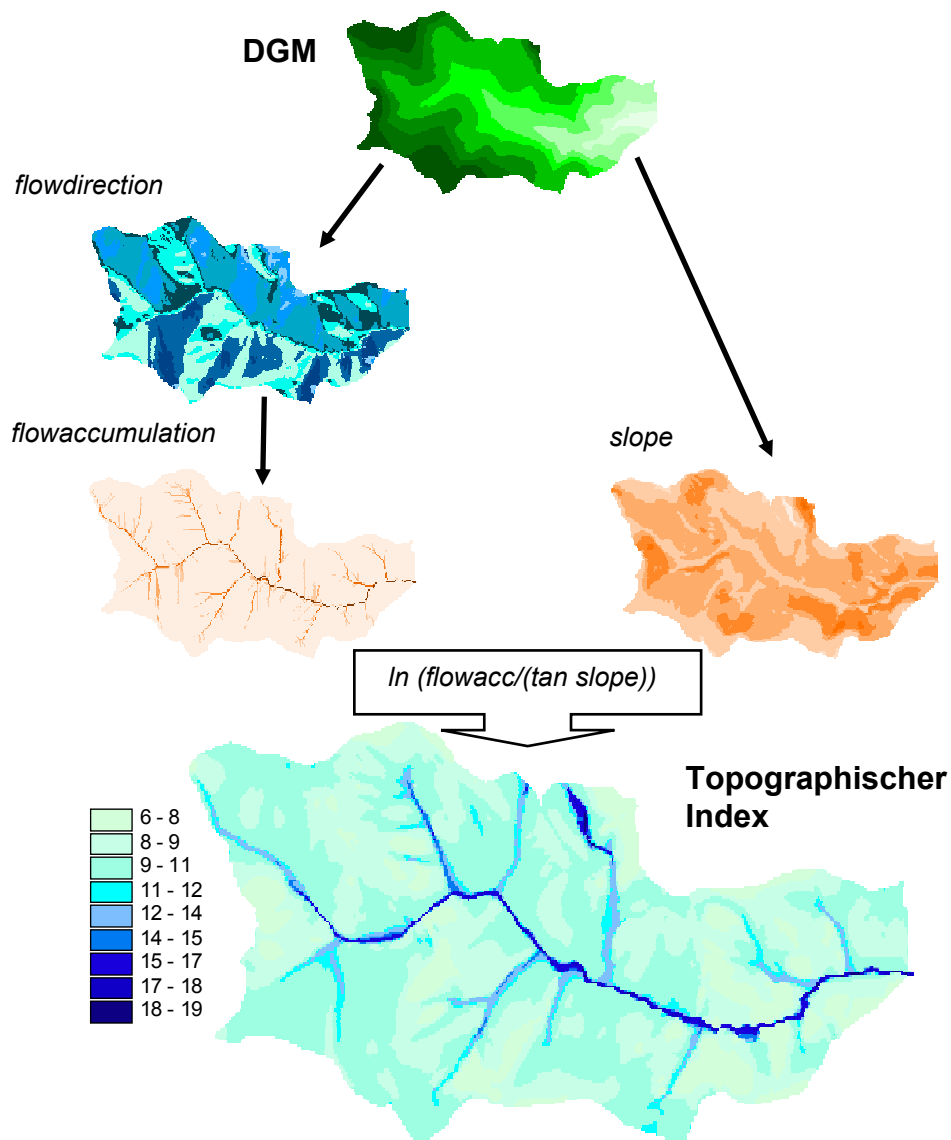 DGM
flowdirection
flowaccumulation
slope
ln (flowacc/(tan slope))
Topographischer
Index
6 - 8
8 - 9
9 - 11
11 - 12
12 - 14
14 - 15
15 - 17
17 - 18
18 - 19